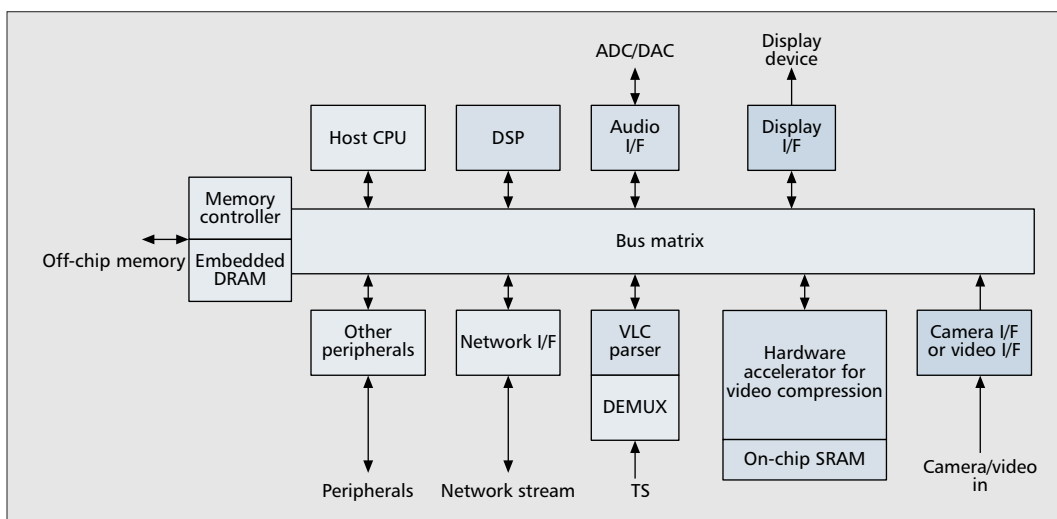 ADC/DAC
Display
device
Host CPU
DSP
Audio
I/F
Display
I/F
Memory
controller
Bus matrix
Off-chip memory
Embedded
DRAM
Other
peripherals
Network I/F
VLC
parser
DEMUX
Hardware
accelerator for
video compression
On-chip SRAM
Camera I/F
or video I/F
Peripherals
Network stream
TS
Camera/video
in